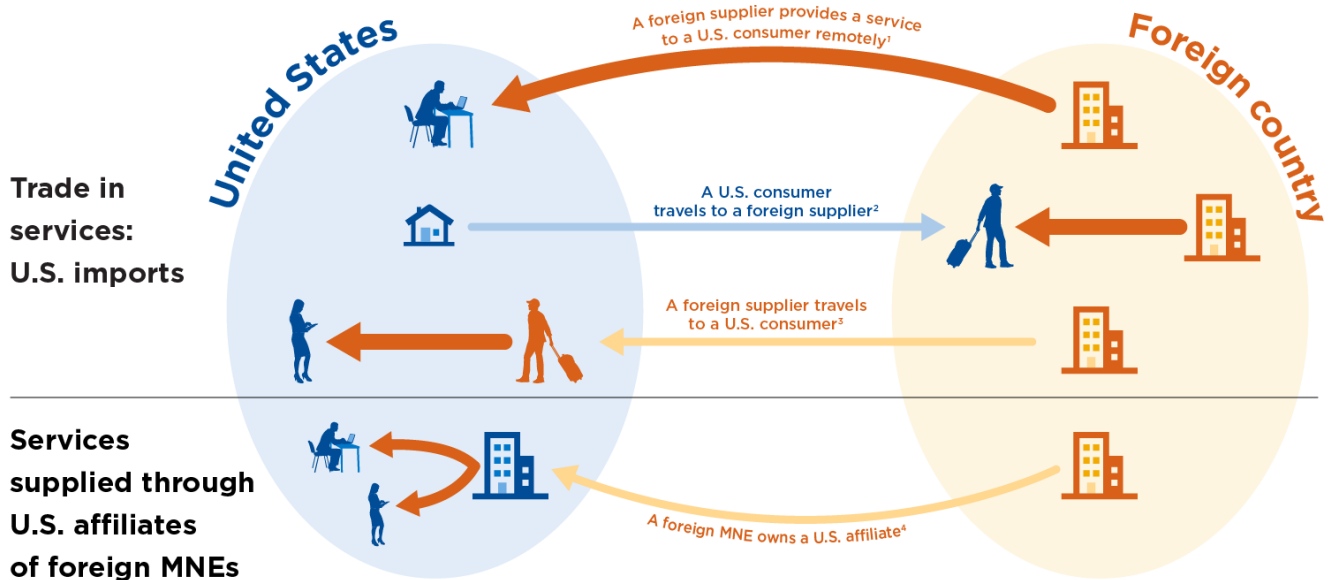 United States
Foreign country
A foreign supplier provides a service
to a U.S. consumer remotely¹
Trade in
services:
U.S. imports
A U.S. consumer
travels to a foreign supplier²
A foreign supplier travels
to a U.S. consumer³
Services
supplied through
U.S. affiliates
of foreign MNEs
A foreign MNE owns a U.S. affiliate⁴